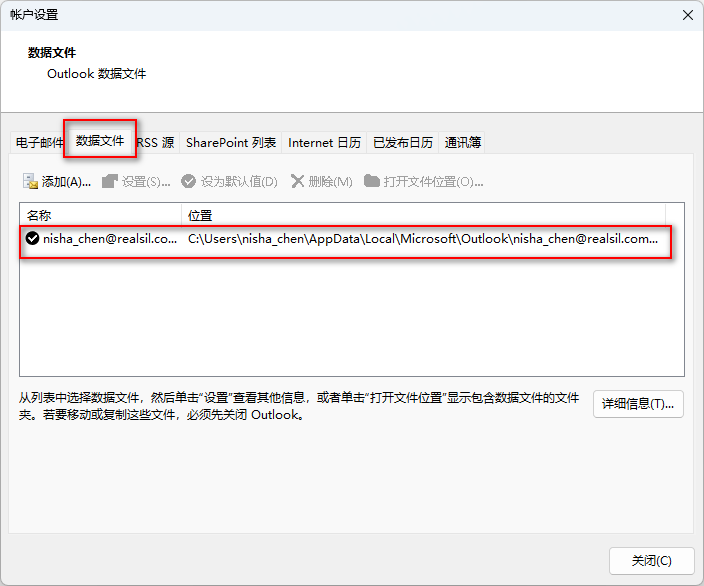 帐户设置
数据文件
Outlook 数据文件
电子邮件 数据文件 RSS 源 SharePoint 列表 Internet 日历 已发布日历 通讯簿
添加(A)... 设置(S)... 设为默认值(D) 删除(M) 打开文件位置(O)...
名称 位置
nisha_chen@realsil.co... C:\Users\nisha_chen\AppData\Local\Microsoft\Outlook\nisha_chen@realsil.com...
从列表中选择数据文件，然后单击“设置”查看其他信息，或者单击“打开文件位置”显示包含数据文件的文件
夹。若要移动或复制这些文件，必须先关闭 Outlook。
详细信息(T)...
关闭(C)